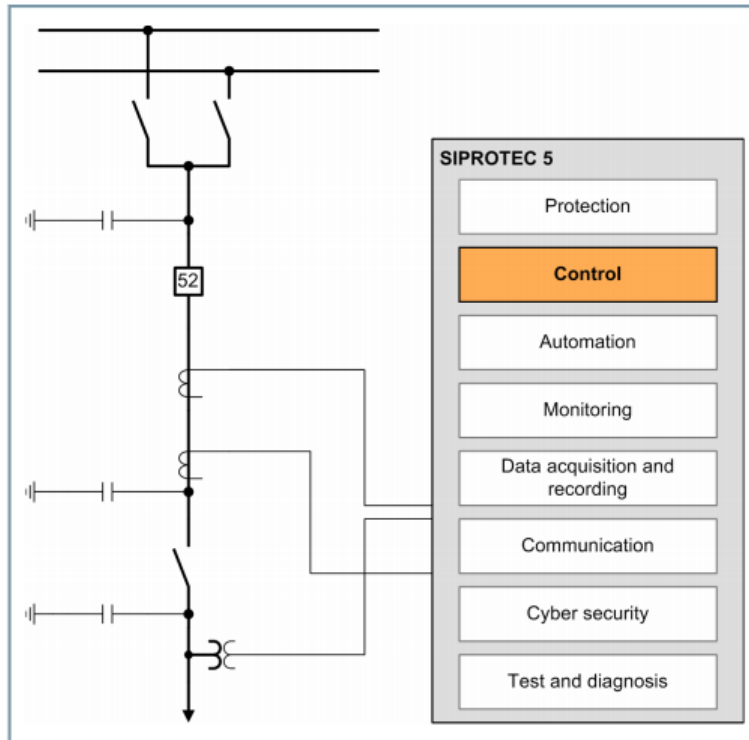 SIPROTEC 5
Protection
Control
52
Automation
Monitoring
Data acquisition and
recording
Communication
Cyber security
Test and diagnosis